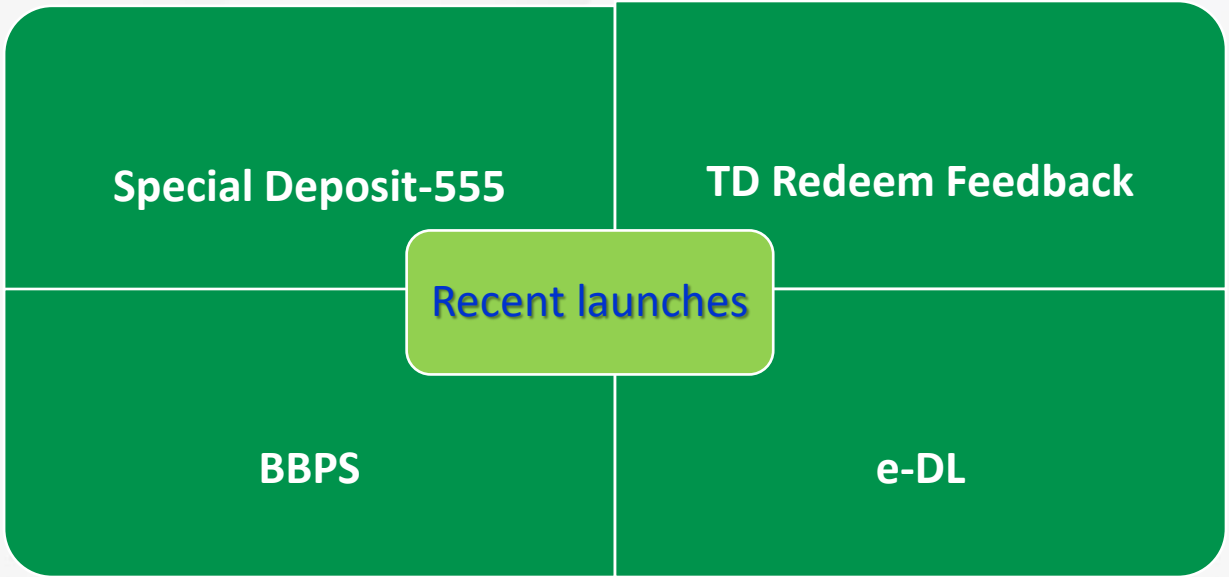 Special Deposit-555
TD Redeem Feedback
Recent launches
BBPS
e-DL